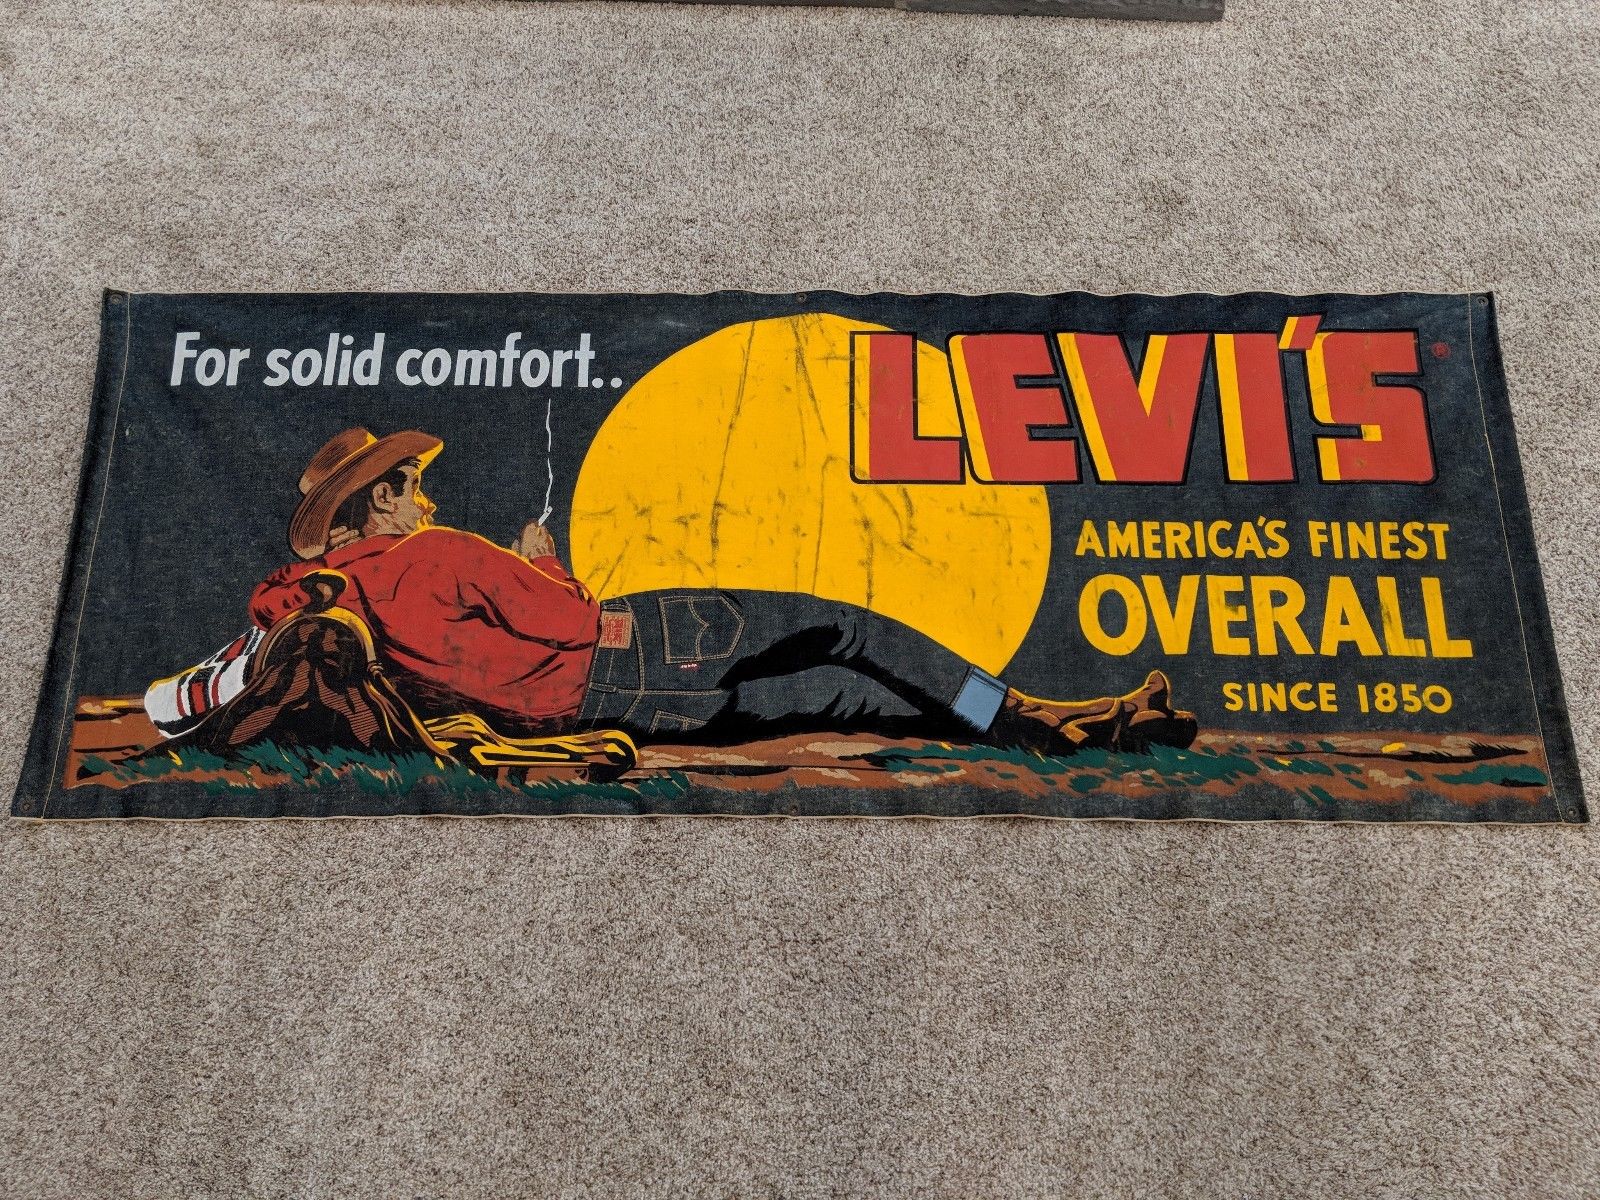 For solid comfort..
LEVI'S ®
AMERICA'S FINEST
OVERALL
SINCE 1850